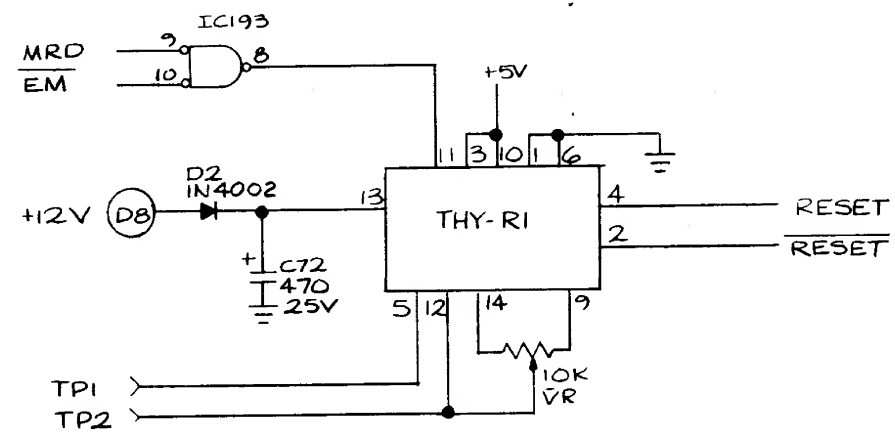 IC193
MRD 9
EM 10
8
+5V
11 3 10 1 6
D2
1N4002
+12V D8
13
THY-R1
4 RESET
2 RESET
+ C72
470
25V
5 12 14 9
10K
VR
TP1
TP2